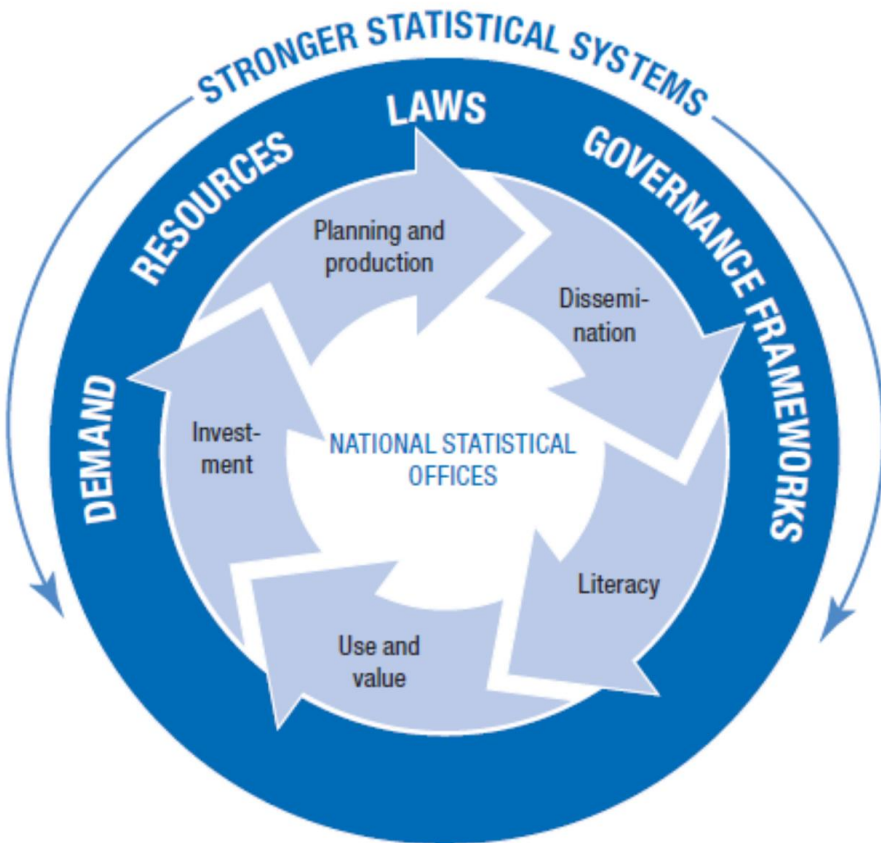 STRONGER STATISTICAL SYSTEMS
DEMAND
RESOURCES
LAWS
GOVERNANCE FRAMEWORKS
Planning and
production
Dissemi-
nation
Literacy
Use and
value
Invest-
ment
NATIONAL STATISTICAL
OFFICES